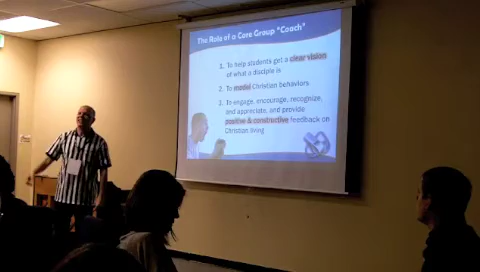 The Role of a Core Group "Coach"
1. To help students get a clear vision
of what a disciple is
2. To model Christian behaviors
3. To engage, encourage, recognize,
and appreciate, and provide
positive & constructive feedback on
Christian living